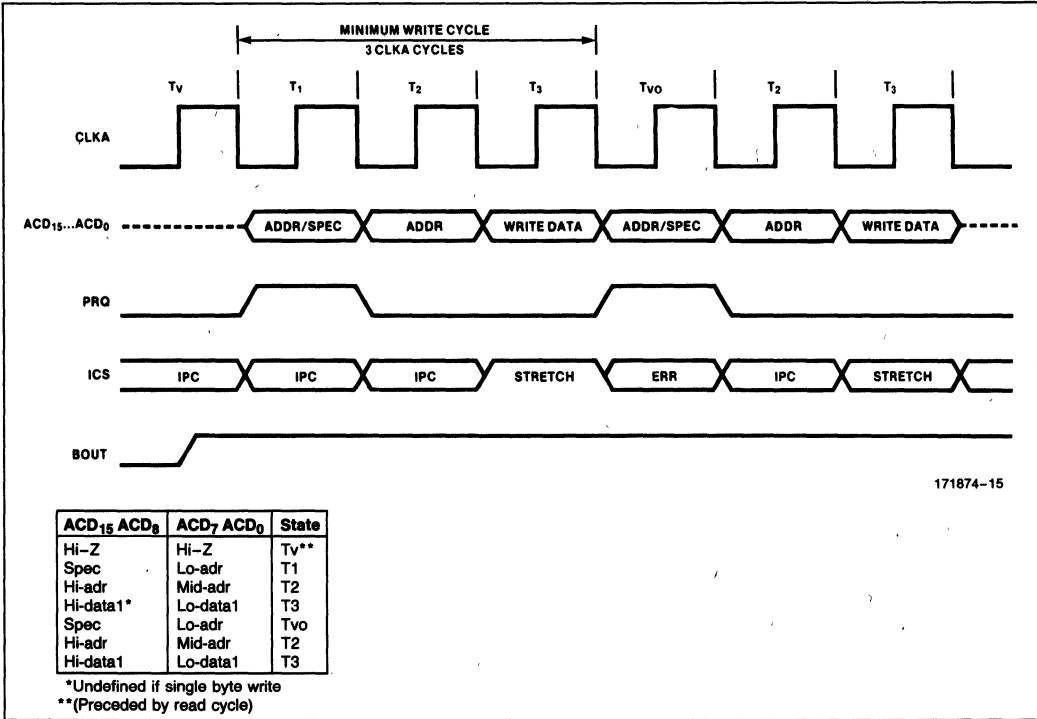 MINIMUM WRITE CYCLE
3 CLKA CYCLES
TV T1 T2 T3 TVO T2 T3
CLKA
ACD15...ACD0 ADDR/SPEC ADDR WRITE DATA ADDR/SPEC ADDR WRITE DATA
PRQ
ICS IPC IPC IPC STRETCH ERR IPC STRETCH
BOUT
171874-15
ACD15 ACD8 ACD7 ACD0 State
Hi-Z Hi-Z Tv**
Spec Lo-adr T1
Hi-adr Mid-adr T2
Hi-data1* Lo-data1 T3
Spec Lo-adr Tvo
Hi-adr Mid-adr T2
Hi-data1 Lo-data1 T3
*Undefined if single byte write
**(Preceded by read cycle)